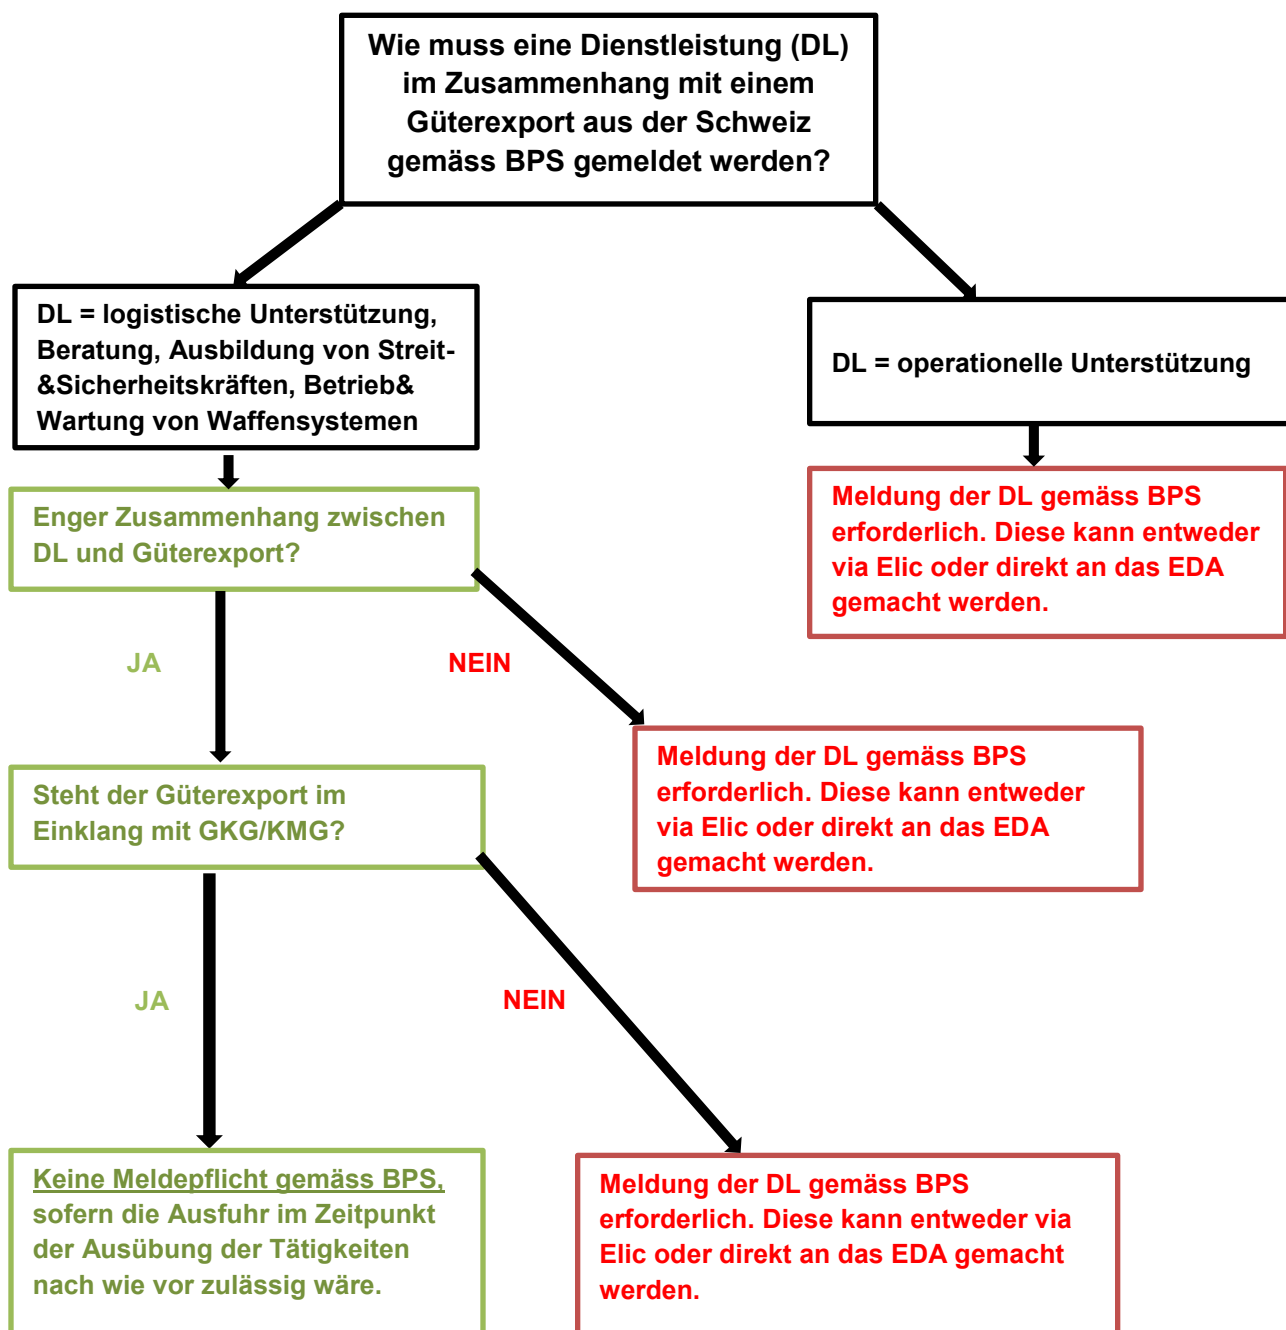 Wie muss eine Dienstleistung (DL)
im Zusammenhang mit einem
Güterexport aus der Schweiz
gemäss BPS gemeldet werden?
DL = logistische Unterstützung,
Beratung, Ausbildung von Streit-
&Sicherheitskräften, Betrieb&
Wartung von Waffensystemen
DL = operationelle Unterstützung
Meldung der DL gemäss BPS
erforderlich. Diese kann entweder
via Elic oder direkt an das EDA
gemacht werden.
Enger Zusammenhang zwischen
DL und Güterexport?
JA
NEIN
Meldung der DL gemäss BPS
erforderlich. Diese kann entweder
via Elic oder direkt an das EDA
gemacht werden.
Steht der Güterexport im
Einklang mit GKG/KMG?
JA
NEIN
Keine Meldepflicht gemäss BPS,
sofern die Ausfuhr im Zeitpunkt
der Ausübung der Tätigkeiten
nach wie vor zulässig wäre.
Meldung der DL gemäss BPS
erforderlich. Diese kann entweder via
Elic oder direkt an das EDA gemacht
werden.